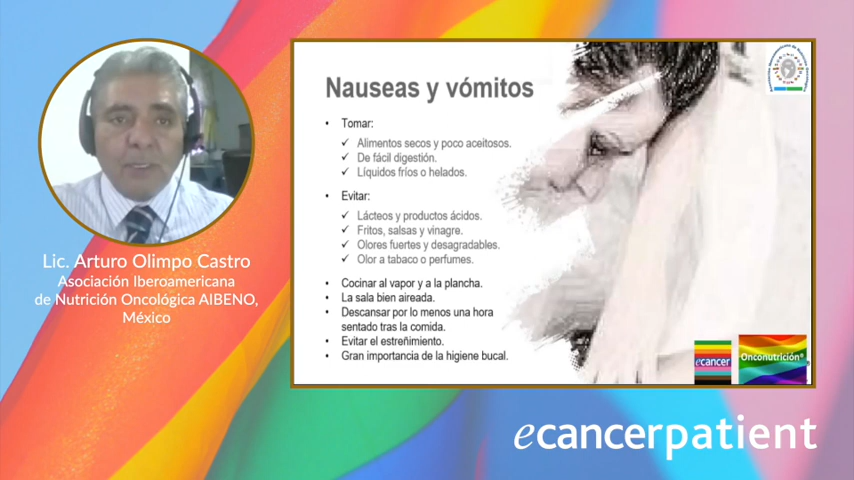 Lic. Arturo Olimpo Castro
Asociación Iberoamericana
de Nutrición Oncológica AIBENO,
México
Nauseas y vómitos
• Tomar:
✓ Alimentos secos y poco aceitosos.
✓ De fácil digestión.
✓ Líquidos fríos o helados.
• Evitar:
✓ Lácteos y productos ácidos.
✓ Fritos, salsas y vinagre.
✓ Olores fuertes y desagradables.
✓ Olor a tabaco o perfumes.
• Cocinar al vapor y a la plancha.
• La sala bien aireada.
• Descansar por lo menos una hora
sentado tras la comida.
• Evitar el estreñimiento.
• Gran importancia de la higiene bucal.
ecancer
Onconutrición®
ecancerpatient